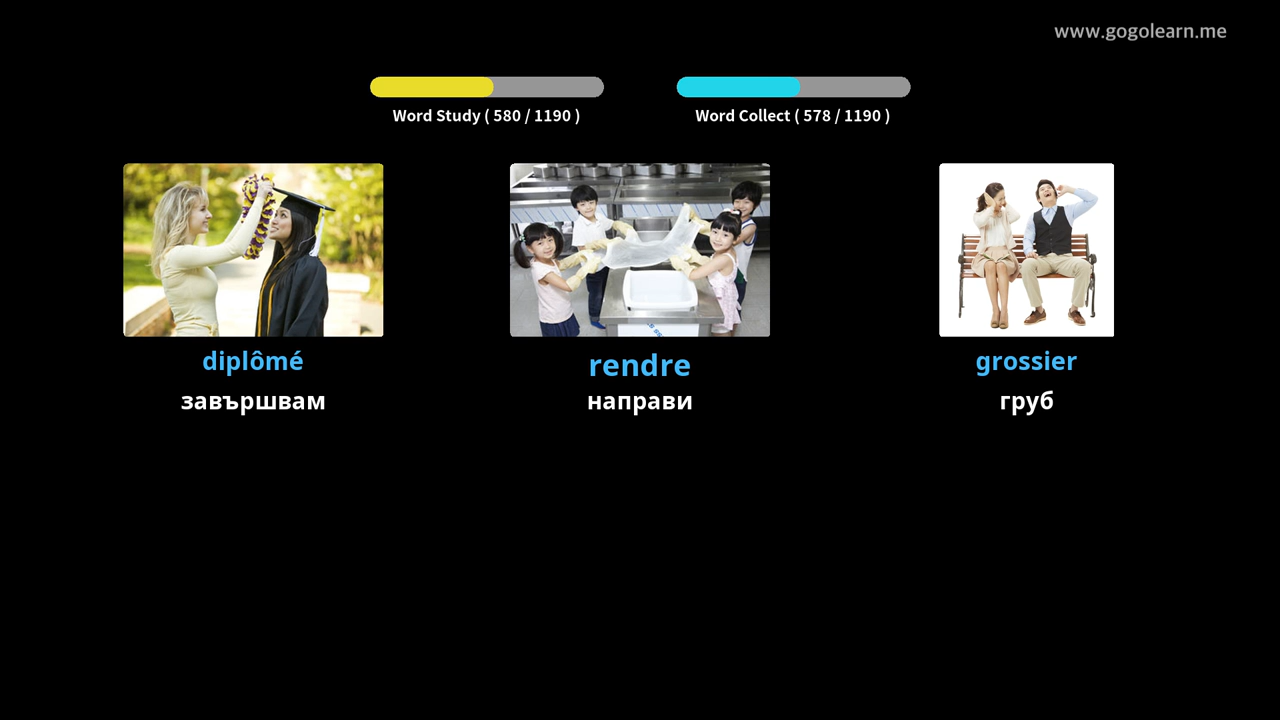 www.gogolearn.me
Word Study ( 580 / 1190 )
Word Collect ( 578 / 1190 )
diplômé
rendre
grossier
завършвам
направи
груб